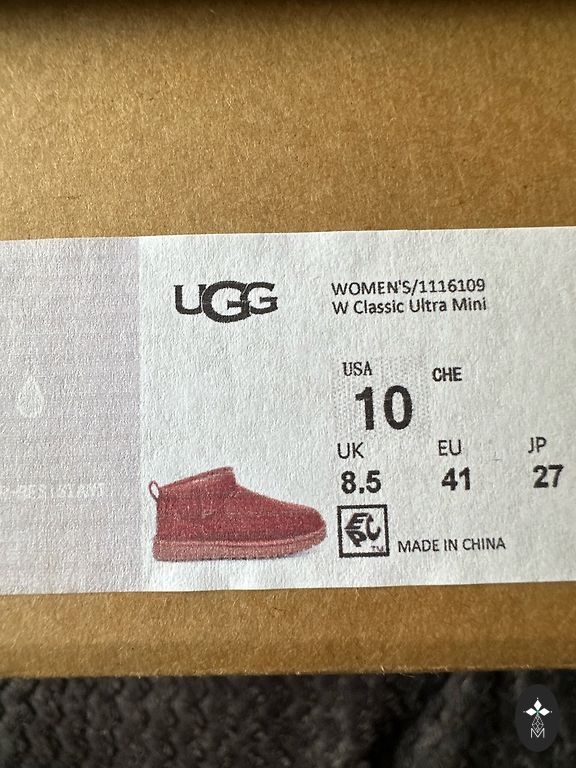 UGG
WOMEN'S/1116109
W Classic Ultra Mini
USA
CHE
10
UK
EU
JP
8.5
41
27
MADE IN CHINA